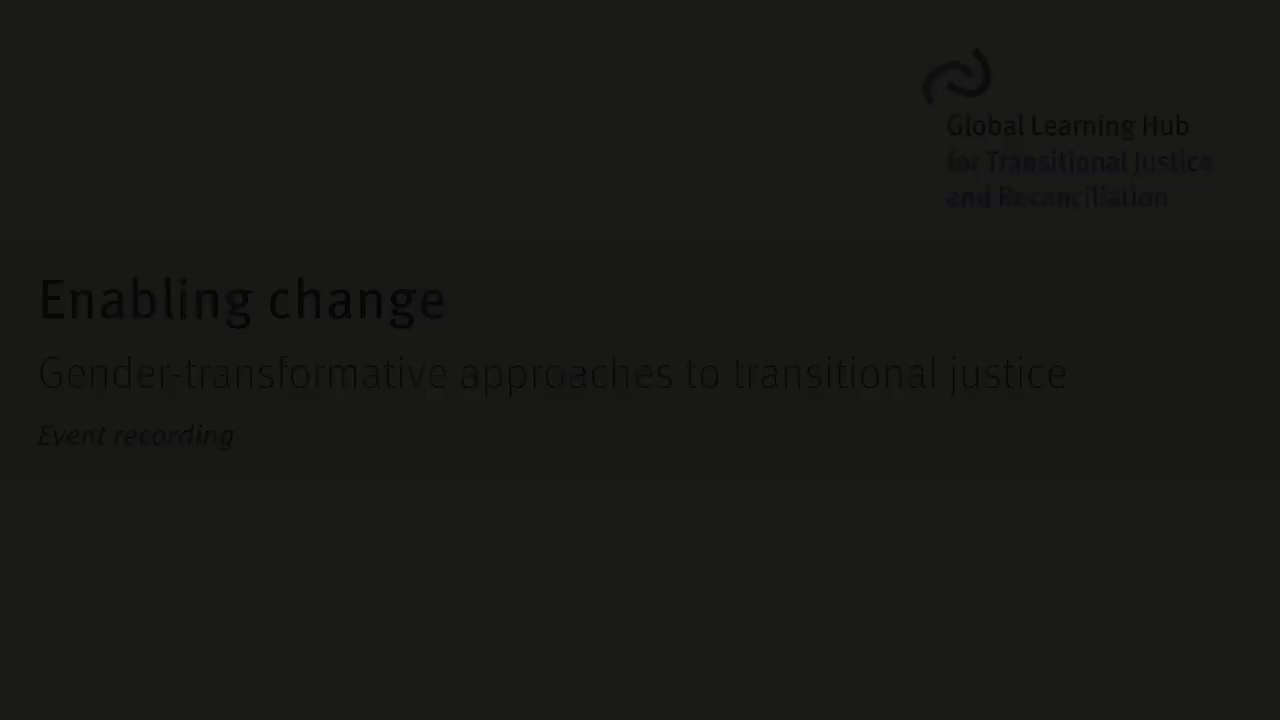 Global Learning Hub
for Transitional Justice
and Reconciliation
Enabling change
Gender-transformative approaches to transitional justice
Event recording